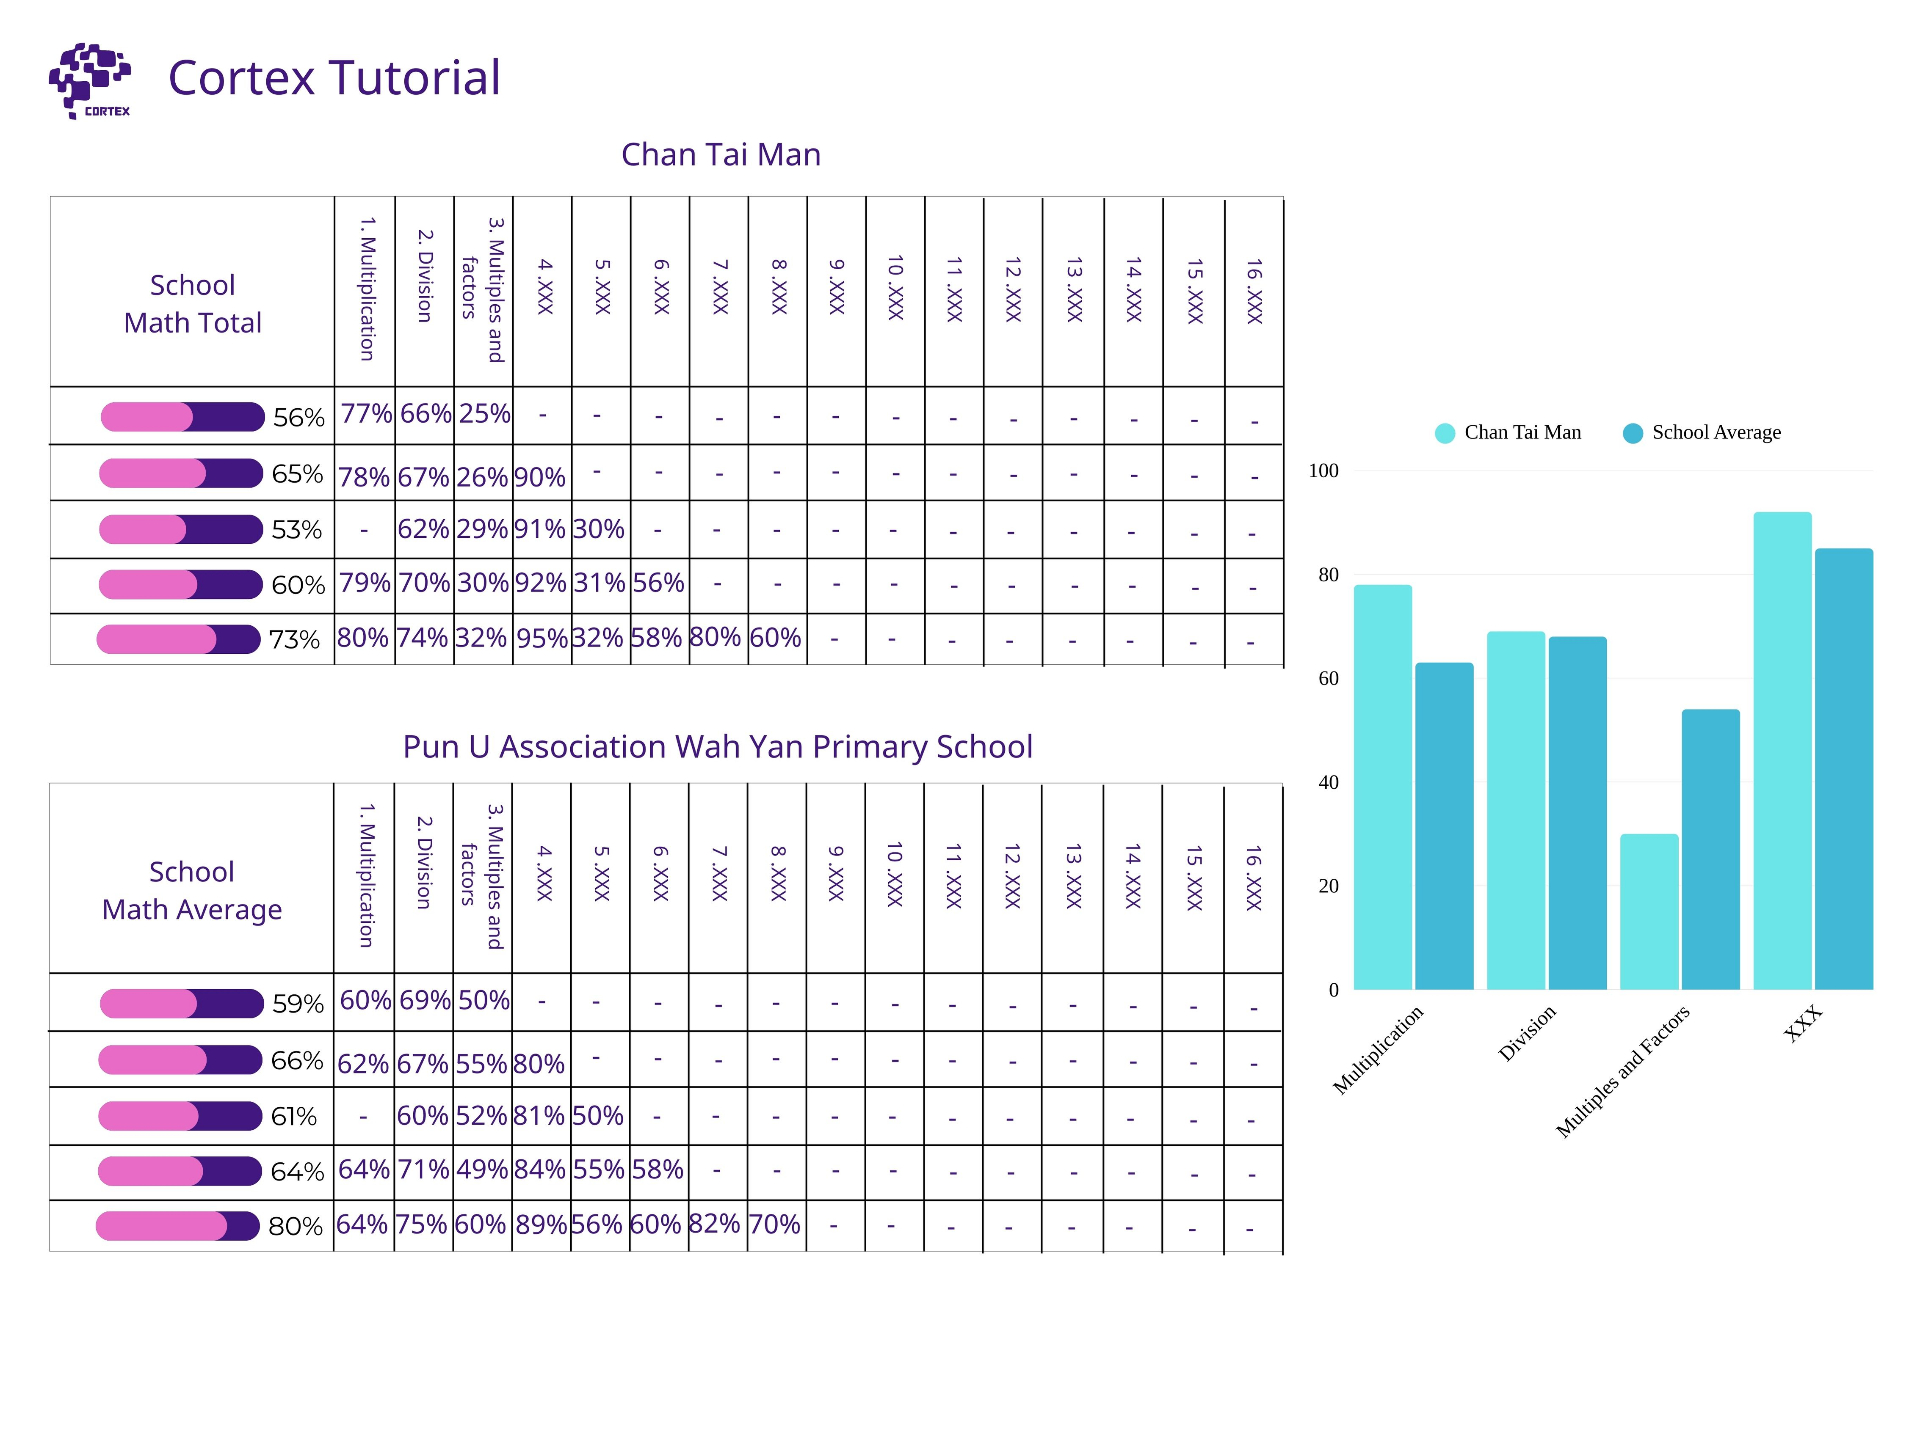 CORTEX
Cortex Tutorial
Chan Tai Man
School
Math Total
1. Multiplication
2. Division
3. Multiples and
factors
4 .XXX
5 .XXX
6 .XXX
7 .XXX
8 .XXX
9 .XXX
10 .XXX
11 .XXX
12 .XXX
13 .XXX
14 .XXX
15 .XXX
16 .XXX
56% 77% 66% 25% - - - - - - - - - - - - -
65% 78% 67% 26% 90% - - - - - - - - - - - -
53% - 62% 29% 91% 30% - - - - - - - - - - -
60% 79% 70% 30% 92% 31% 56% - - - - - - - - - -
73% 80% 74% 32% 95% 32% 58% 80% 60% - - - - - - - -
Pun U Association Wah Yan Primary School
School
Math Average
1. Multiplication
2. Division
3. Multiples and
factors
4 .XXX
5 .XXX
6 .XXX
7 .XXX
8 .XXX
9 .XXX
10 .XXX
11 .XXX
12 .XXX
13 .XXX
14 .XXX
15 .XXX
16 .XXX
59% 60% 69% 50% - - - - - - - - - - - - -
66% 62% 67% 55% 80% - - - - - - - - - - - -
61% - 60% 52% 81% 50% - - - - - - - - - - -
64% 64% 71% 49% 84% 55% 58% - - - - - - - - - -
80% 64% 75% 60% 89% 56% 60% 82% 70% - - - - - - - -
Chan Tai Man
School Average
100
80
60
40
20
0
Multiplication
Division
Multiples and Factors
XXX